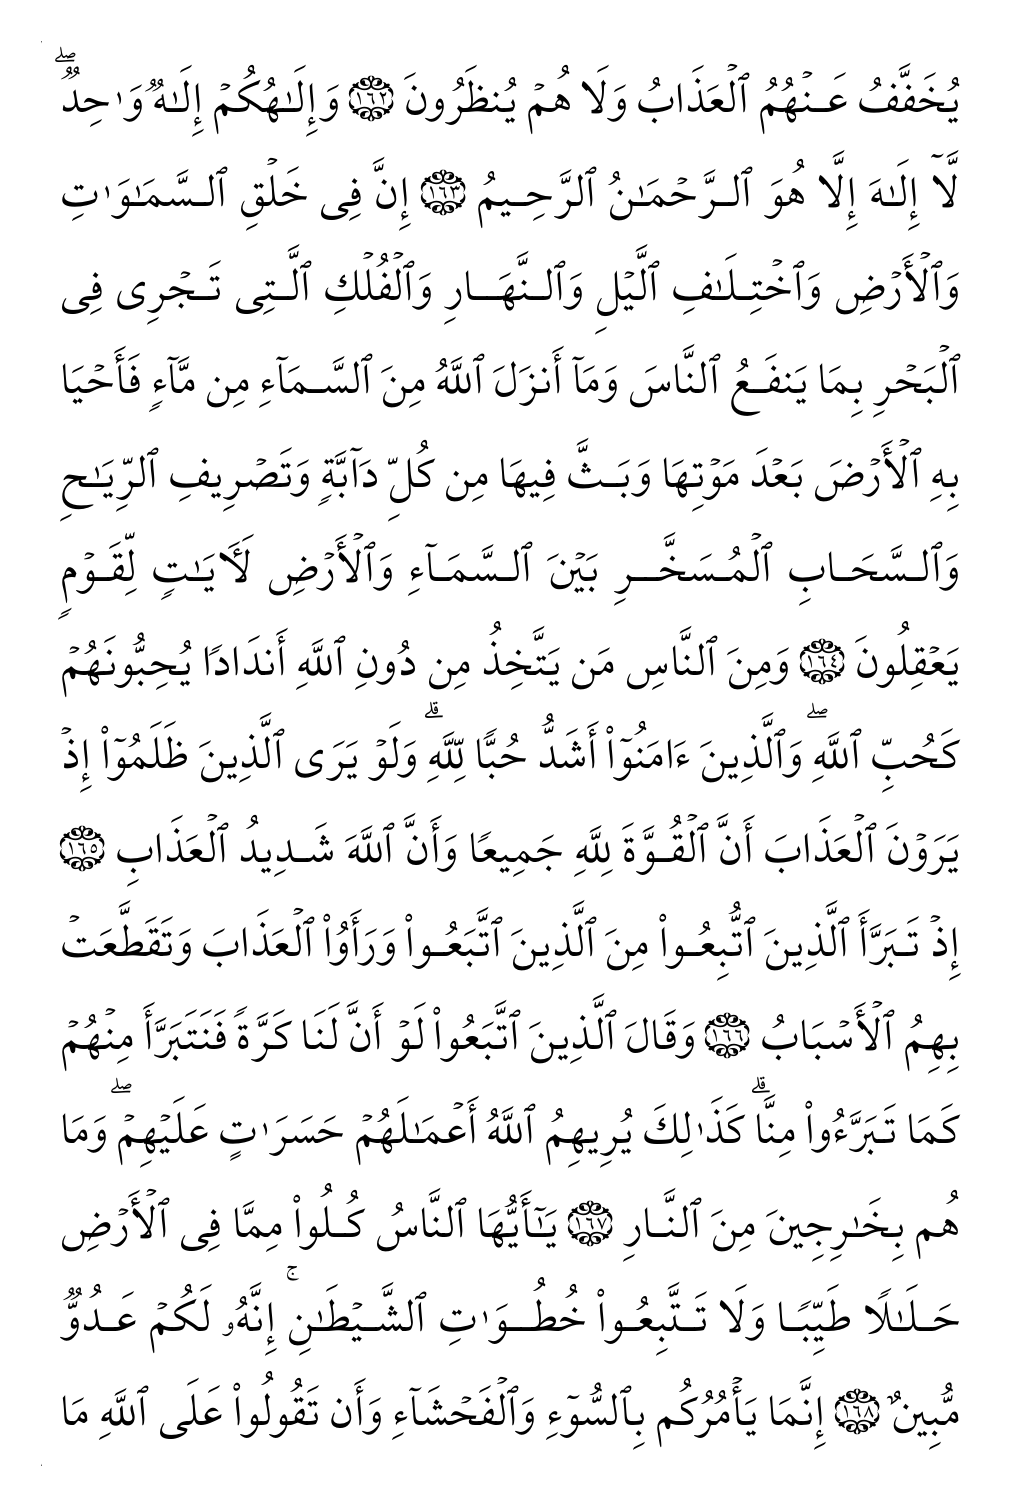 يُخَفَّفُ عَنۡهُمُ ٱلۡعَذَابُ وَلَا هُمۡ يُنظَرُونَ ١٦٢ وَإِلَٰهُكُمۡ إِلَٰهٞ وَٰحِدٞۖ
لَّآ إِلَٰهَ إِلَّا هُوَ ٱلرَّحۡمَٰنُ ٱلرَّحِيمُ ١٦٣ إِنَّ فِي خَلۡقِ ٱلسَّمَٰوَٰتِ
وَٱلۡأَرۡضِ وَٱخۡتِلَٰفِ ٱلَّيۡلِ وَٱلنَّهَارِ وَٱلۡفُلۡكِ ٱلَّتِي تَجۡرِي فِي
ٱلۡبَحۡرِ بِمَا يَنفَعُ ٱلنَّاسَ وَمَآ أَنزَلَ ٱللَّهُ مِنَ ٱلسَّمَآءِ مِن مَّآءٖ فَأَحۡيَا
بِهِ ٱلۡأَرۡضَ بَعۡدَ مَوۡتِهَا وَبَثَّ فِيهَا مِن كُلِّ دَآبَّةٖ وَتَصۡرِيفِ ٱلرِّيَٰحِ
وَٱلسَّحَابِ ٱلۡمُسَخَّرِ بَيۡنَ ٱلسَّمَآءِ وَٱلۡأَرۡضِ لَأٓيَٰتٖ لِّقَوۡمٖ
يَعۡقِلُونَ ١٦٤ وَمِنَ ٱلنَّاسِ مَن يَتَّخِذُ مِن دُونِ ٱللَّهِ أَندَادٗا يُحِبُّونَهُمۡ
كَحُبِّ ٱللَّهِۖ وَٱلَّذِينَ ءَامَنُوٓاْ أَشَدُّ حُبّٗا لِّلَّهِۗ وَلَوۡ يَرَى ٱلَّذِينَ ظَلَمُوٓاْ إِذۡ
يَرَوۡنَ ٱلۡعَذَابَ أَنَّ ٱلۡقُوَّةَ لِلَّهِ جَمِيعٗا وَأَنَّ ٱللَّهَ شَدِيدُ ٱلۡعَذَابِ ١٦٥
إِذۡ تَبَرَّأَ ٱلَّذِينَ ٱتُّبِعُواْ مِنَ ٱلَّذِينَ ٱتَّبَعُواْ وَرَأَوُاْ ٱلۡعَذَابَ وَتَقَطَّعَتۡ
بِهِمُ ٱلۡأَسۡبَابُ ١٦٦ وَقَالَ ٱلَّذِينَ ٱتَّبَعُواْ لَوۡ أَنَّ لَنَا كَرَّةٗ فَنَتَبَرَّأَ مِنۡهُمۡ
كَمَا تَبَرَّءُواْ مِنَّاۗ كَذَٰلِكَ يُرِيهِمُ ٱللَّهُ أَعۡمَٰلَهُمۡ حَسَرَٰتٍ عَلَيۡهِمۡۖ وَمَا
هُم بِخَٰرِجِينَ مِنَ ٱلنَّارِ ١٦٧ يَٰٓأَيُّهَا ٱلنَّاسُ كُلُواْ مِمَّا فِي ٱلۡأَرۡضِ
حَلَٰلٗا طَيِّبٗا وَلَا تَتَّبِعُواْ خُطُوَٰتِ ٱلشَّيۡطَٰنِۚ إِنَّهُۥ لَكُمۡ عَدُوّٞ
مُّبِينٌ ١٦٨ إِنَّمَا يَأۡمُرُكُم بِٱلسُّوٓءِ وَٱلۡفَحۡشَآءِ وَأَن تَقُولُواْ عَلَى ٱللَّهِ مَا